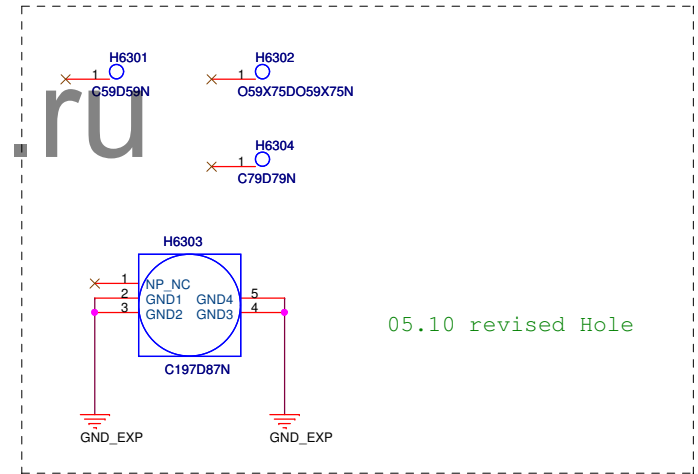 H6301
1
C59D59N
H6302
1
O59X75DO59X75N
.ru
H6304
1
C79D79N
H6303
1 NP_NC
2 GND1 GND4 5
3 GND2 GND3 4
C197D87N
05.10 revised Hole
GND_EXP GND_EXP